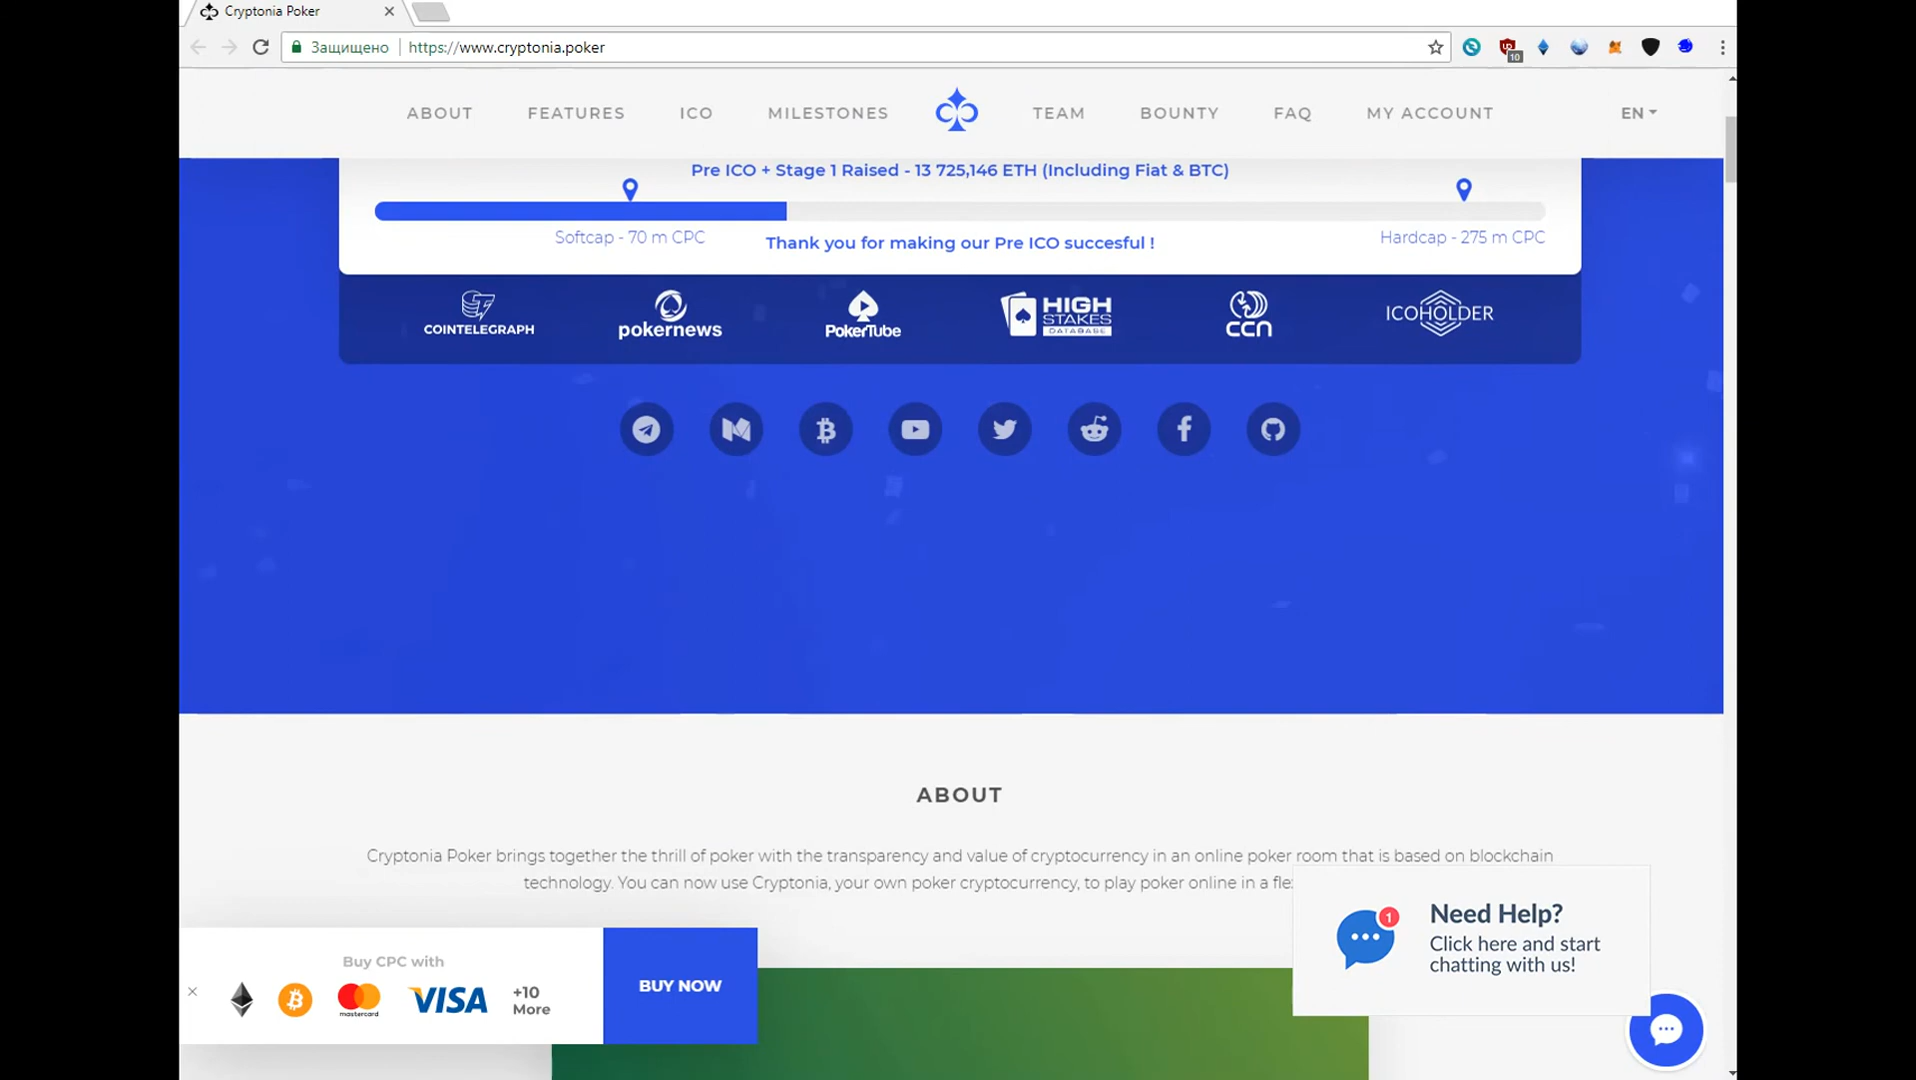 Cryptonia Poker
Защищено
https://www.cryptonia.poker
10
ABOUT
FEATURES
ICO
MILESTONES
TEAM
BOUNTY
FAQ
MY ACCOUNT
EN
Pre ICO + Stage 1 Raised - 13 725,146 ETH (Including Fiat & BTC)
Softcap - 70 m CPC
Thank you for making our Pre ICO succesful !
Hardcap - 275 m CPC
COINTELEGRAPH
pokernews
PokerTube
HIGH
STAKES
DATABASE
CCN
ICOHOLDER
ABOUT
Cryptonia Poker brings together the thrill of poker with the transparency and value of cryptocurrency in an online poker room that is based on blockchain
technology. You can now use Cryptonia, your own poker cryptocurrency, to play poker online in a
Need Help?
1
Click here and start
chatting with us!
Buy CPC with
mastercard
VISA
+10
More
BUY NOW